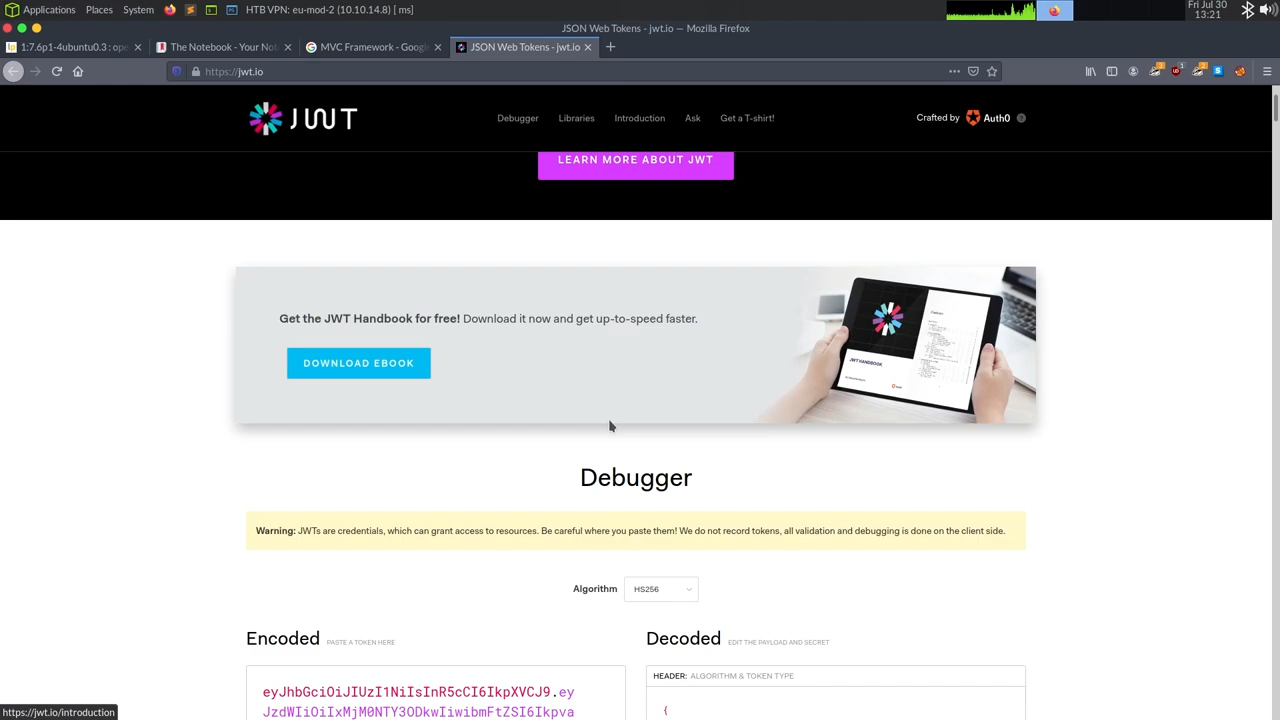 Applications Places System HTB VPN: eu-mod-2 (10.10.14.8) [ ms] Fri Jul 30
13:21
JSON Web Tokens - jwt.io — Mozilla Firefox
1:7.6p1-4ubuntu0.3 : ope The Notebook - Your Not MVC Framework - Google JSON Web Tokens - jwt.io
https://jwt.io
JWT
Debugger Libraries Introduction Ask Get a T-shirt!
Crafted by Auth0
LEARN MORE ABOUT JWT
Get the JWT Handbook for free! Download it now and get up-to-speed faster.
DOWNLOAD EBOOK
JWT HANDBOOK
Debugger
Warning: JWTs are credentials, which can grant access to resources. Be careful where you paste them! We do not record tokens, all validation and debugging is done on the client side.
Algorithm HS256
Encoded PASTE A TOKEN HERE
Decoded EDIT THE PAYLOAD AND SECRET
eyJhbGciOiJIUzI1NiIsInR5cCI6IkpXVCJ9.ey
JzdWIiOiIxMjM0NTY3ODkwIiwibmFtZSI6Ikpva
HEADER: ALGORITHM & TOKEN TYPE
{
https://jwt.io/introduction